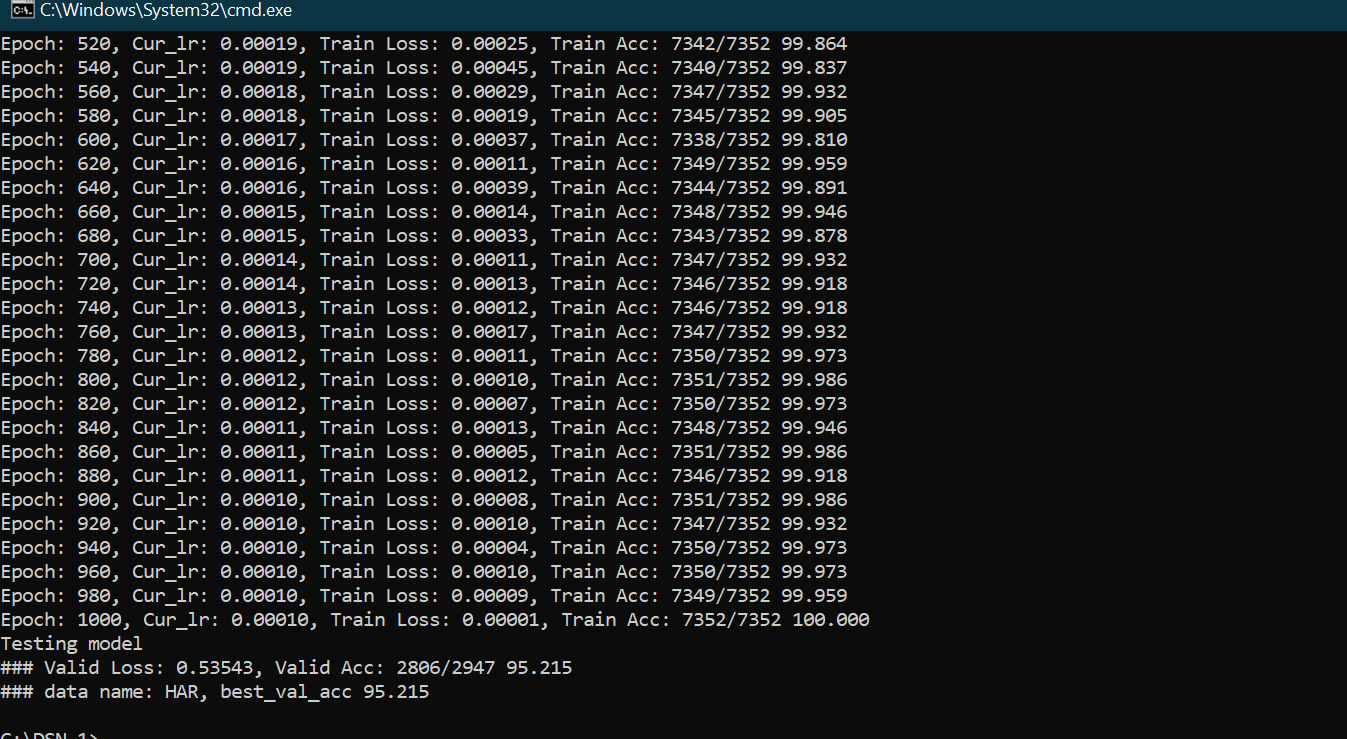 C:\Windows\System32\cmd.exe
Epoch: 520, Cur_lr: 0.00019, Train Loss: 0.00025, Train Acc: 7342/7352 99.864
Epoch: 540, Cur_lr: 0.00019, Train Loss: 0.00045, Train Acc: 7340/7352 99.837
Epoch: 560, Cur_lr: 0.00018, Train Loss: 0.00029, Train Acc: 7347/7352 99.932
Epoch: 580, Cur_lr: 0.00018, Train Loss: 0.00019, Train Acc: 7345/7352 99.905
Epoch: 600, Cur_lr: 0.00017, Train Loss: 0.00037, Train Acc: 7338/7352 99.810
Epoch: 620, Cur_lr: 0.00016, Train Loss: 0.00011, Train Acc: 7349/7352 99.959
Epoch: 640, Cur_lr: 0.00016, Train Loss: 0.00039, Train Acc: 7344/7352 99.891
Epoch: 660, Cur_lr: 0.00015, Train Loss: 0.00014, Train Acc: 7348/7352 99.946
Epoch: 680, Cur_lr: 0.00015, Train Loss: 0.00033, Train Acc: 7343/7352 99.878
Epoch: 700, Cur_lr: 0.00014, Train Loss: 0.00011, Train Acc: 7347/7352 99.932
Epoch: 720, Cur_lr: 0.00014, Train Loss: 0.00013, Train Acc: 7346/7352 99.918
Epoch: 740, Cur_lr: 0.00013, Train Loss: 0.00012, Train Acc: 7346/7352 99.918
Epoch: 760, Cur_lr: 0.00013, Train Loss: 0.00017, Train Acc: 7347/7352 99.932
Epoch: 780, Cur_lr: 0.00012, Train Loss: 0.00011, Train Acc: 7350/7352 99.973
Epoch: 800, Cur_lr: 0.00012, Train Loss: 0.00010, Train Acc: 7351/7352 99.986
Epoch: 820, Cur_lr: 0.00012, Train Loss: 0.00007, Train Acc: 7350/7352 99.973
Epoch: 840, Cur_lr: 0.00011, Train Loss: 0.00013, Train Acc: 7348/7352 99.946
Epoch: 860, Cur_lr: 0.00011, Train Loss: 0.00005, Train Acc: 7351/7352 99.986
Epoch: 880, Cur_lr: 0.00011, Train Loss: 0.00012, Train Acc: 7346/7352 99.918
Epoch: 900, Cur_lr: 0.00010, Train Loss: 0.00008, Train Acc: 7351/7352 99.986
Epoch: 920, Cur_lr: 0.00010, Train Loss: 0.00010, Train Acc: 7347/7352 99.932
Epoch: 940, Cur_lr: 0.00010, Train Loss: 0.00004, Train Acc: 7350/7352 99.973
Epoch: 960, Cur_lr: 0.00010, Train Loss: 0.00010, Train Acc: 7350/7352 99.973
Epoch: 980, Cur_lr: 0.00010, Train Loss: 0.00009, Train Acc: 7349/7352 99.959
Epoch: 1000, Cur_lr: 0.00010, Train Loss: 0.00001, Train Acc: 7352/7352 100.000
Testing model
### Valid Loss: 0.53543, Valid Acc: 2806/2947 95.215
### data name: HAR, best_val_acc 95.215